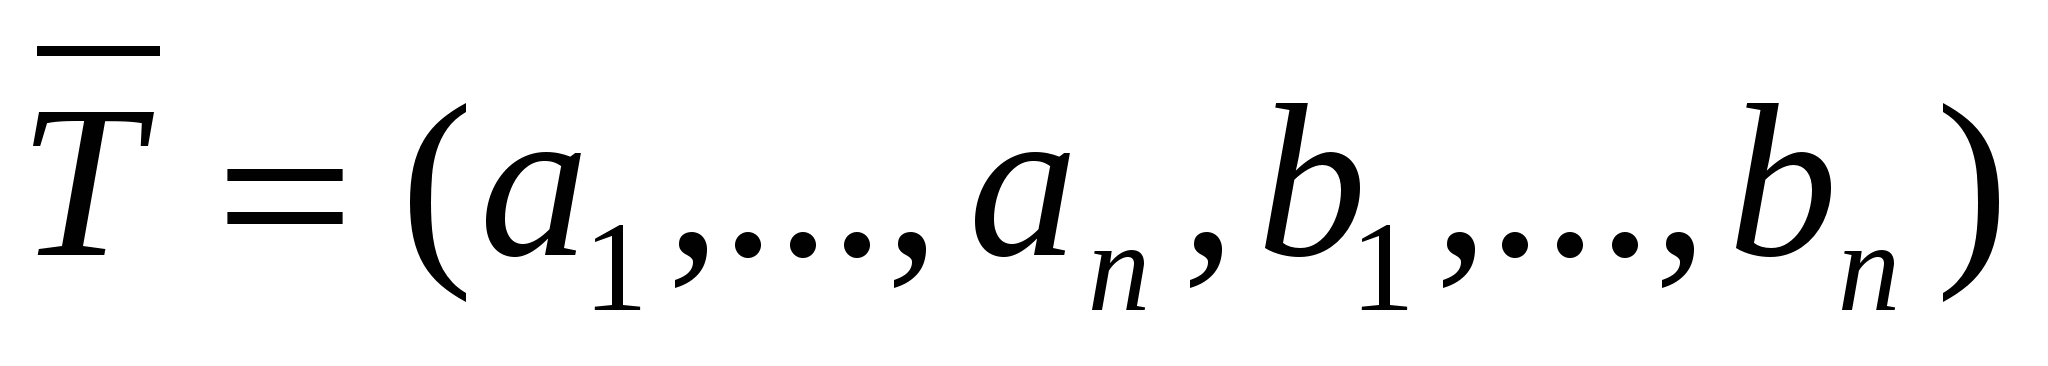 T̅ = (a₁,...,aₙ,b₁,...,bₙ)